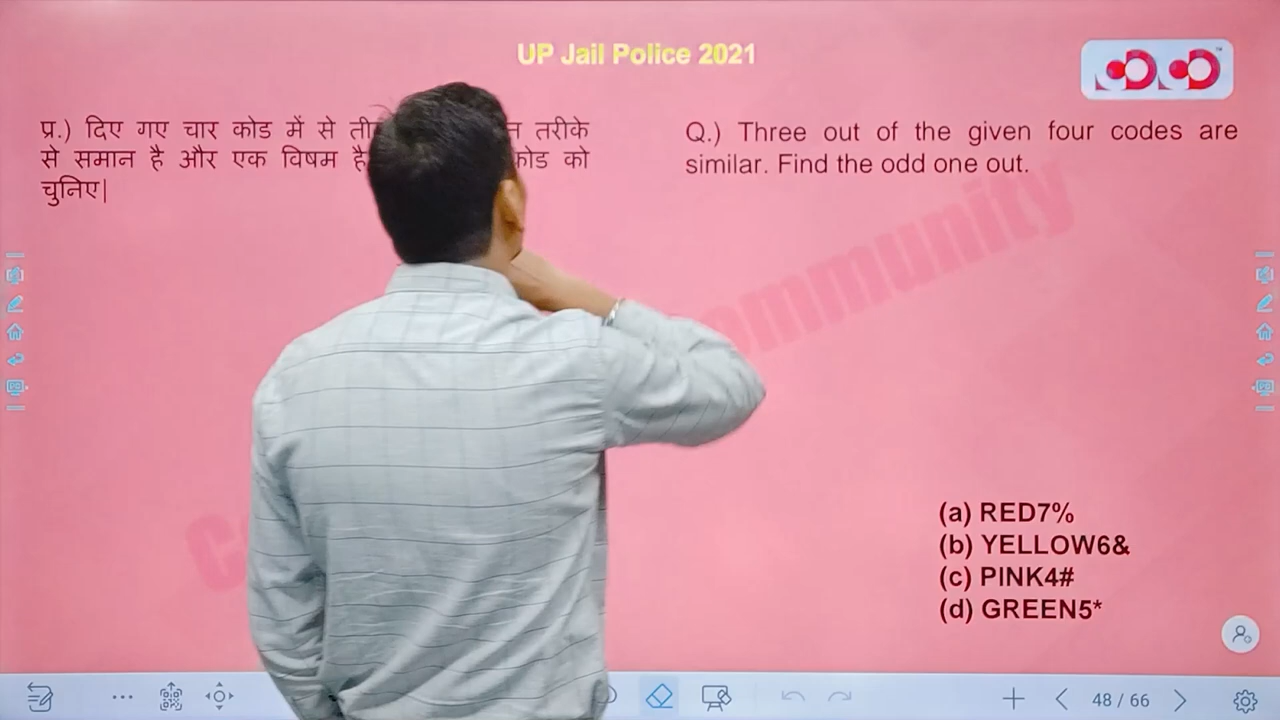 UP Jail Police 2021
प्र.) दिए गए चार कोड में से तरीके
से समान है और एक विषम है कोड को
चुनिए|
Q.) Three out of the given four codes are
similar. Find the odd one out.
(a) RED7%
(b) YELLOW6&
(c) PINK4#
(d) GREEN5*
48 / 66